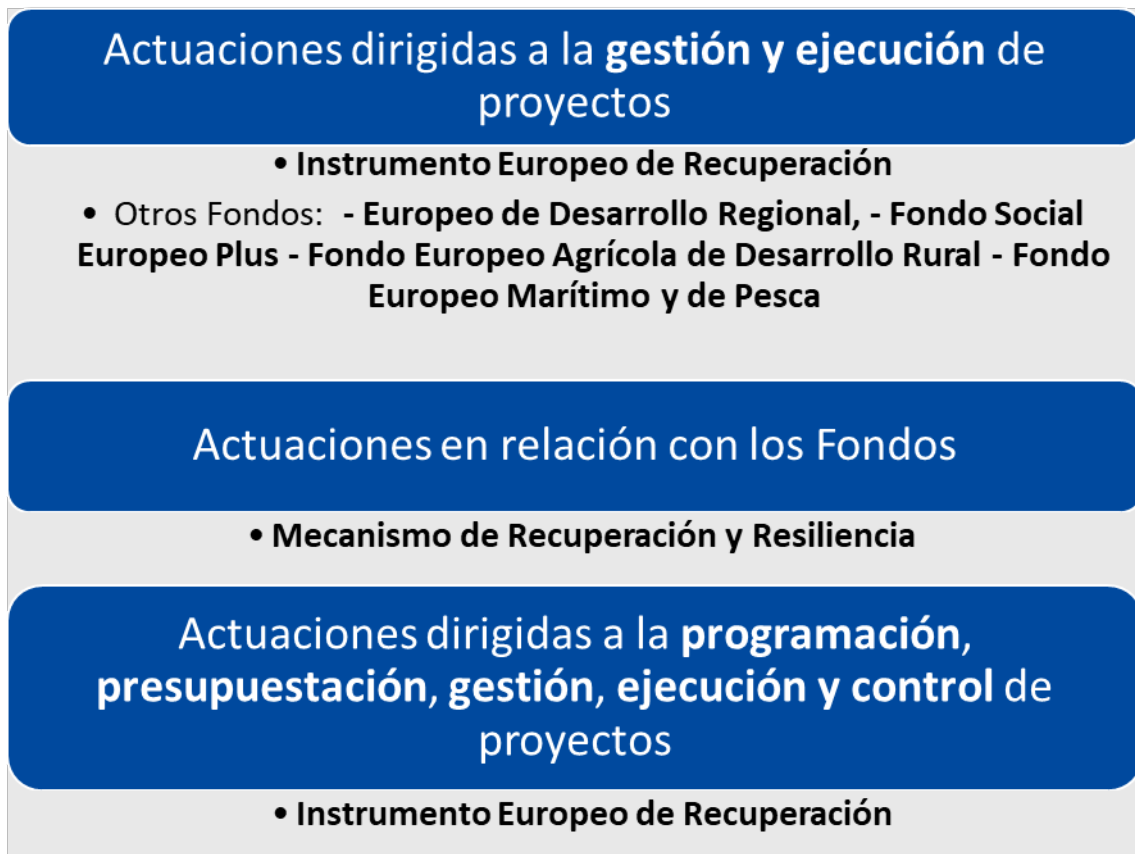 Actuaciones dirigidas a la gestión y ejecución de
proyectos
• Instrumento Europeo de Recuperación
• Otros Fondos: - Europeo de Desarrollo Regional, - Fondo Social
Europeo Plus - Fondo Europeo Agrícola de Desarrollo Rural - Fondo
Europeo Marítimo y de Pesca
Actuaciones en relación con los Fondos
• Mecanismo de Recuperación y Resiliencia
Actuaciones dirigidas a la programación,
presupuestación, gestión, ejecución y control de
proyectos
• Instrumento Europeo de Recuperación